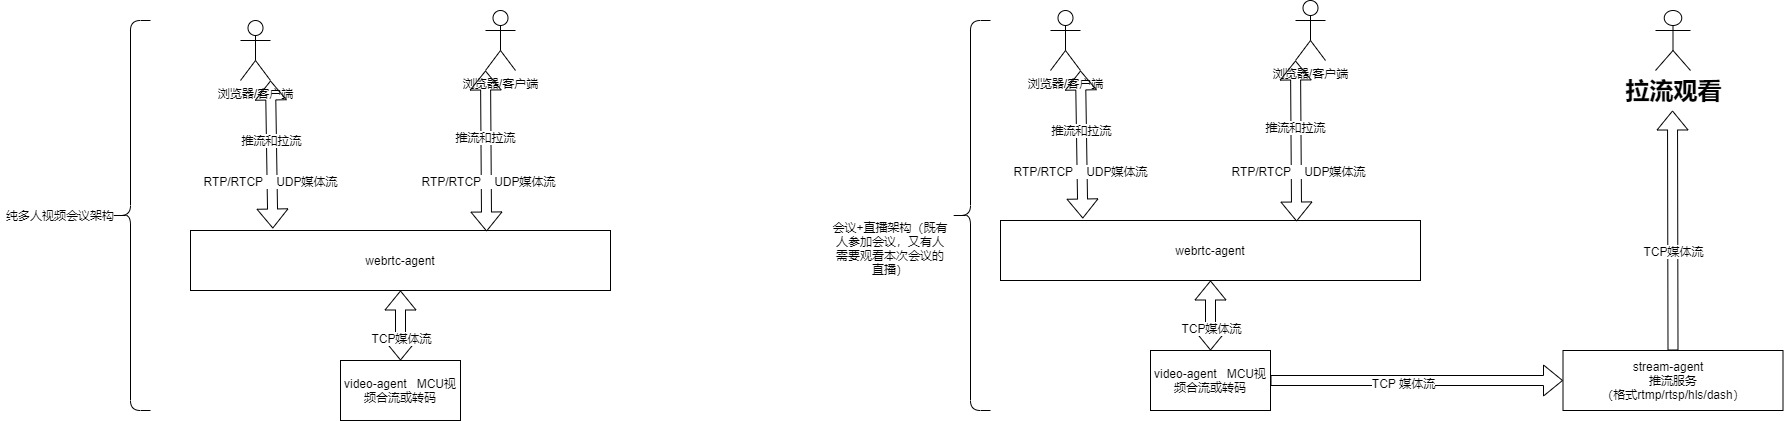 纯多人视频会议架构
浏览器/客户端
浏览器/客户端
推流和拉流
推流和拉流
RTP/RTCP UDP媒体流
RTP/RTCP UDP媒体流
webrtc-agent
TCP媒体流
video-agent MCU视
频合流或转码
会议+直播架构（既有
人参加会议，又有人
需要观看本次会议的
直播）
浏览器/客户端
浏览器/客户端
推流和拉流
推流和拉流
RTP/RTCP UDP媒体流
RTP/RTCP UDP媒体流
webrtc-agent
TCP媒体流
video-agent MCU视
频合流或转码
TCP 媒体流
拉流观看
TCP媒体流
stream-agent
推流服务
（格式rtmp/rtsp/hls/dash）